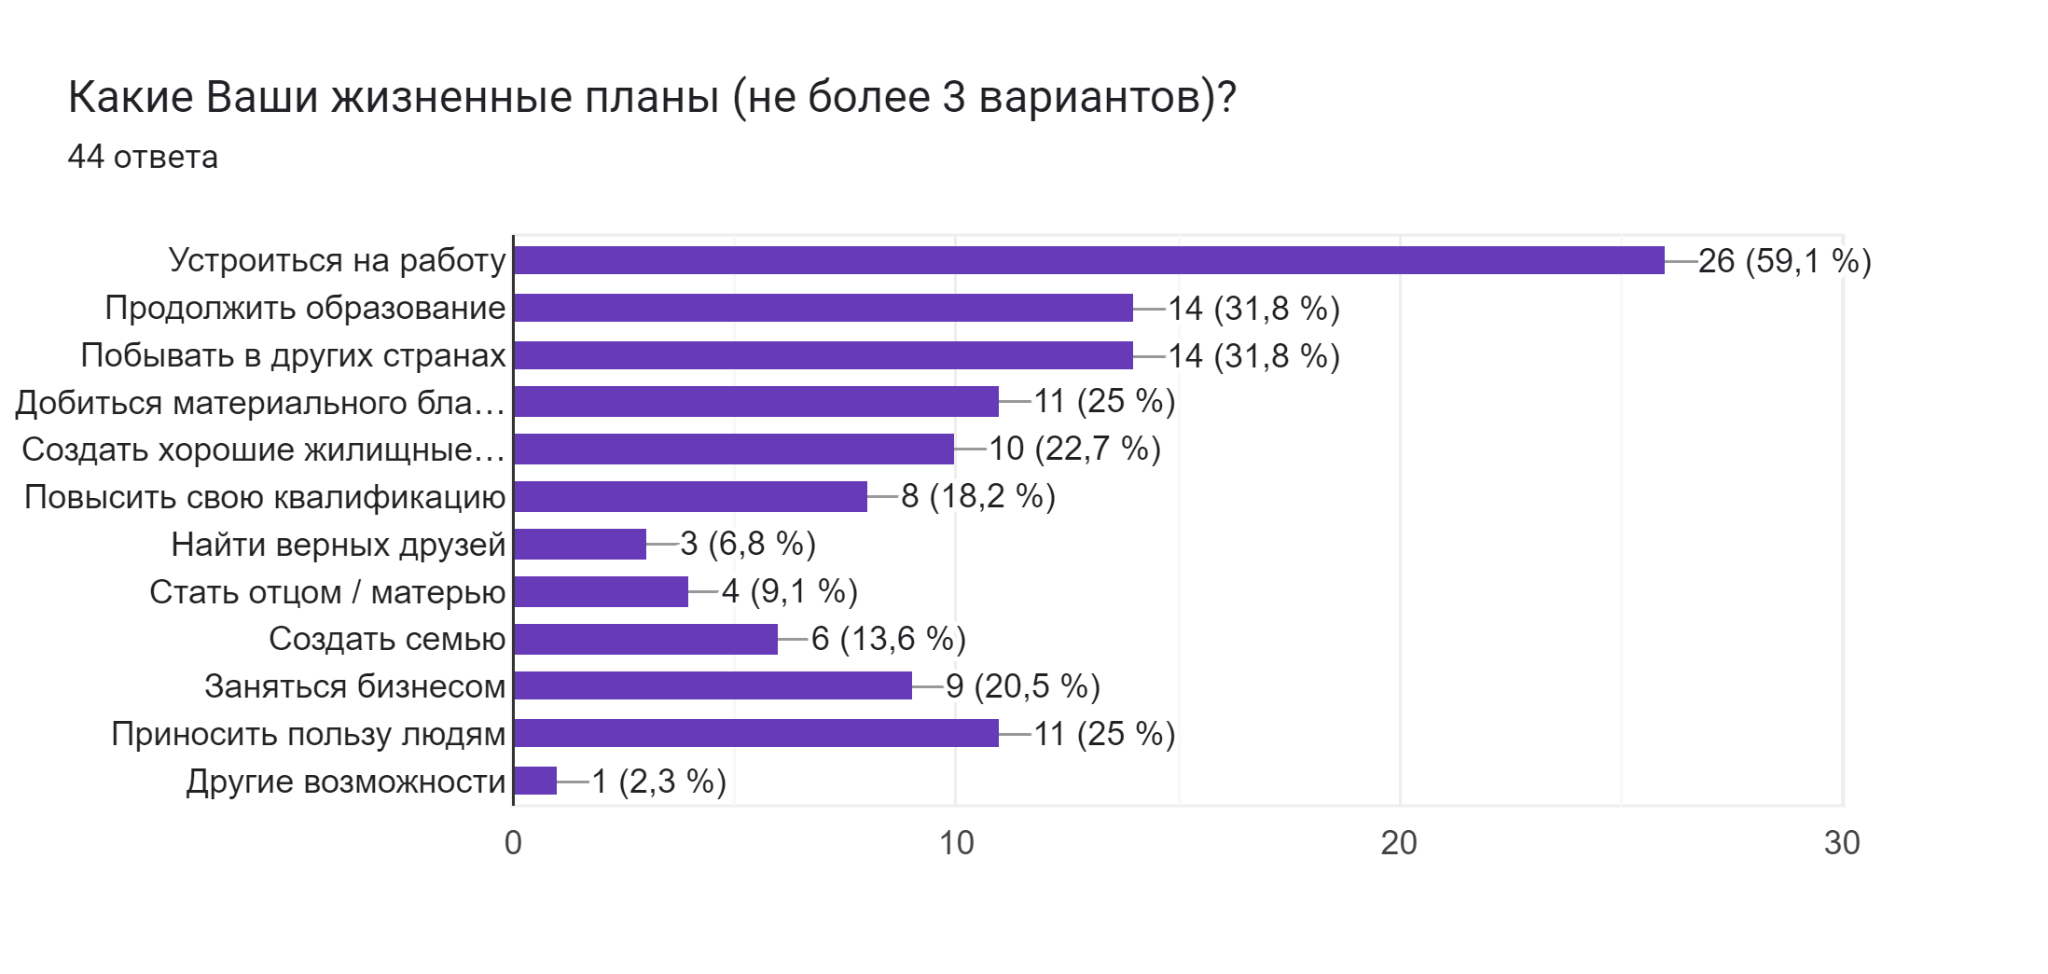 Какие Ваши жизненные планы (не более 3 вариантов)?
44 ответа
Устроиться на работу 26 (59,1 %)
Продолжить образование 14 (31,8 %)
Побывать в других странах 14 (31,8 %)
Добиться материального бла… 11 (25 %)
Создать хорошие жилищные… 10 (22,7 %)
Повысить свою квалификацию 8 (18,2 %)
Найти верных друзей 3 (6,8 %)
Стать отцом / матерью 4 (9,1 %)
Создать семью 6 (13,6 %)
Заняться бизнесом 9 (20,5 %)
Приносить пользу людям 11 (25 %)
Другие возможности 1 (2,3 %)
0 10 20 30